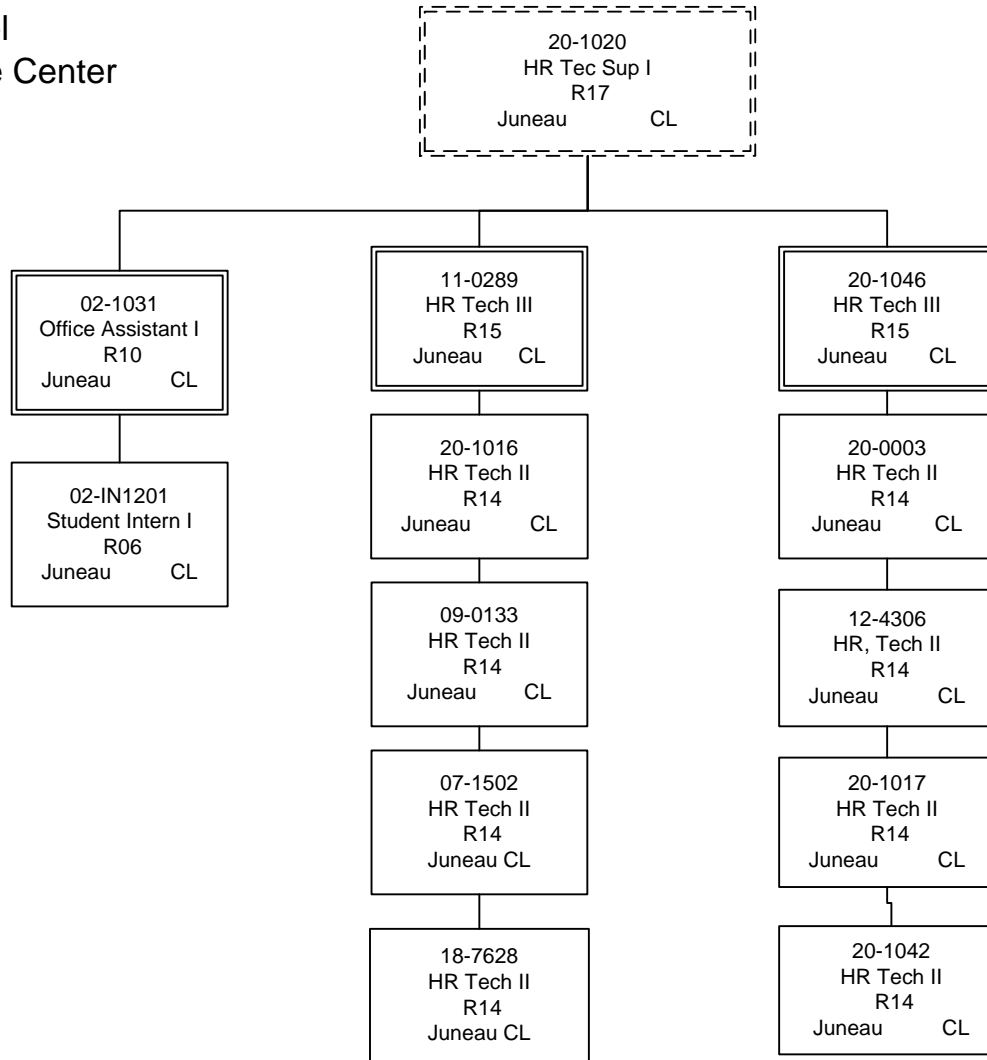 Center
20-1020
HR Tec Sup I
R17
Juneau CL
02-1031
Office Assistant I
R10
Juneau CL
02-IN1201
Student Intern I
R06
Juneau CL
11-0289
HR Tech III
R15
Juneau CL
20-1016
HR Tech II
R14
Juneau CL
09-0133
HR Tech II
R14
Juneau CL
07-1502
HR Tech II
R14
Juneau CL
18-7628
HR Tech II
R14
Juneau CL
20-1046
HR Tech III
R15
Juneau CL
20-0003
HR Tech II
R14
Juneau CL
12-4306
HR, Tech II
R14
Juneau CL
20-1017
HR Tech II
R14
Juneau CL
20-1042
HR Tech II
R14
Juneau CL